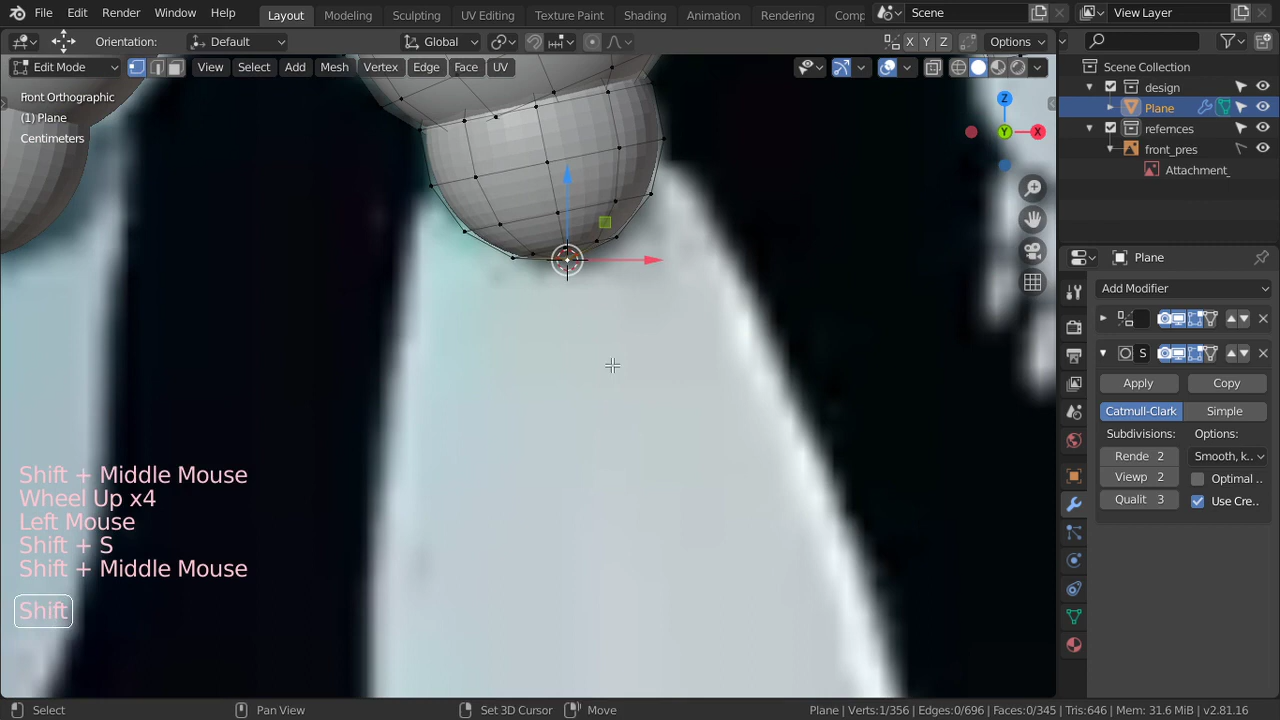 File Edit Render Window Help Layout Modeling Sculpting UV Editing Texture Paint Shading Animation Rendering Comp Scene View Layer
Orientation: Default Global X Y Z Options
Edit Mode View Select Add Mesh Vertex Edge Face UV
Front Orthographic
(1) Plane
Centimeters
Z
Y
X
Scene Collection
design
Plane
refernces
front_pres
Attachment_
Plane
Add Modifier
S
Apply Copy
Catmull-Clark Simple
Subdivisions: Options:
Rende 2 Smooth, k..
Viewp 2 Optimal ..
Qualit 3 Use Cre..
Shift + Middle Mouse
Wheel Up x4
Left Mouse
Shift + S
Shift + Middle Mouse
Shift
Select Pan View Set 3D Cursor Move Plane | Verts:1/356 | Edges:0/696 | Faces:0/345 | Tris:646 | Mem: 31.6 MiB | v2.81.16